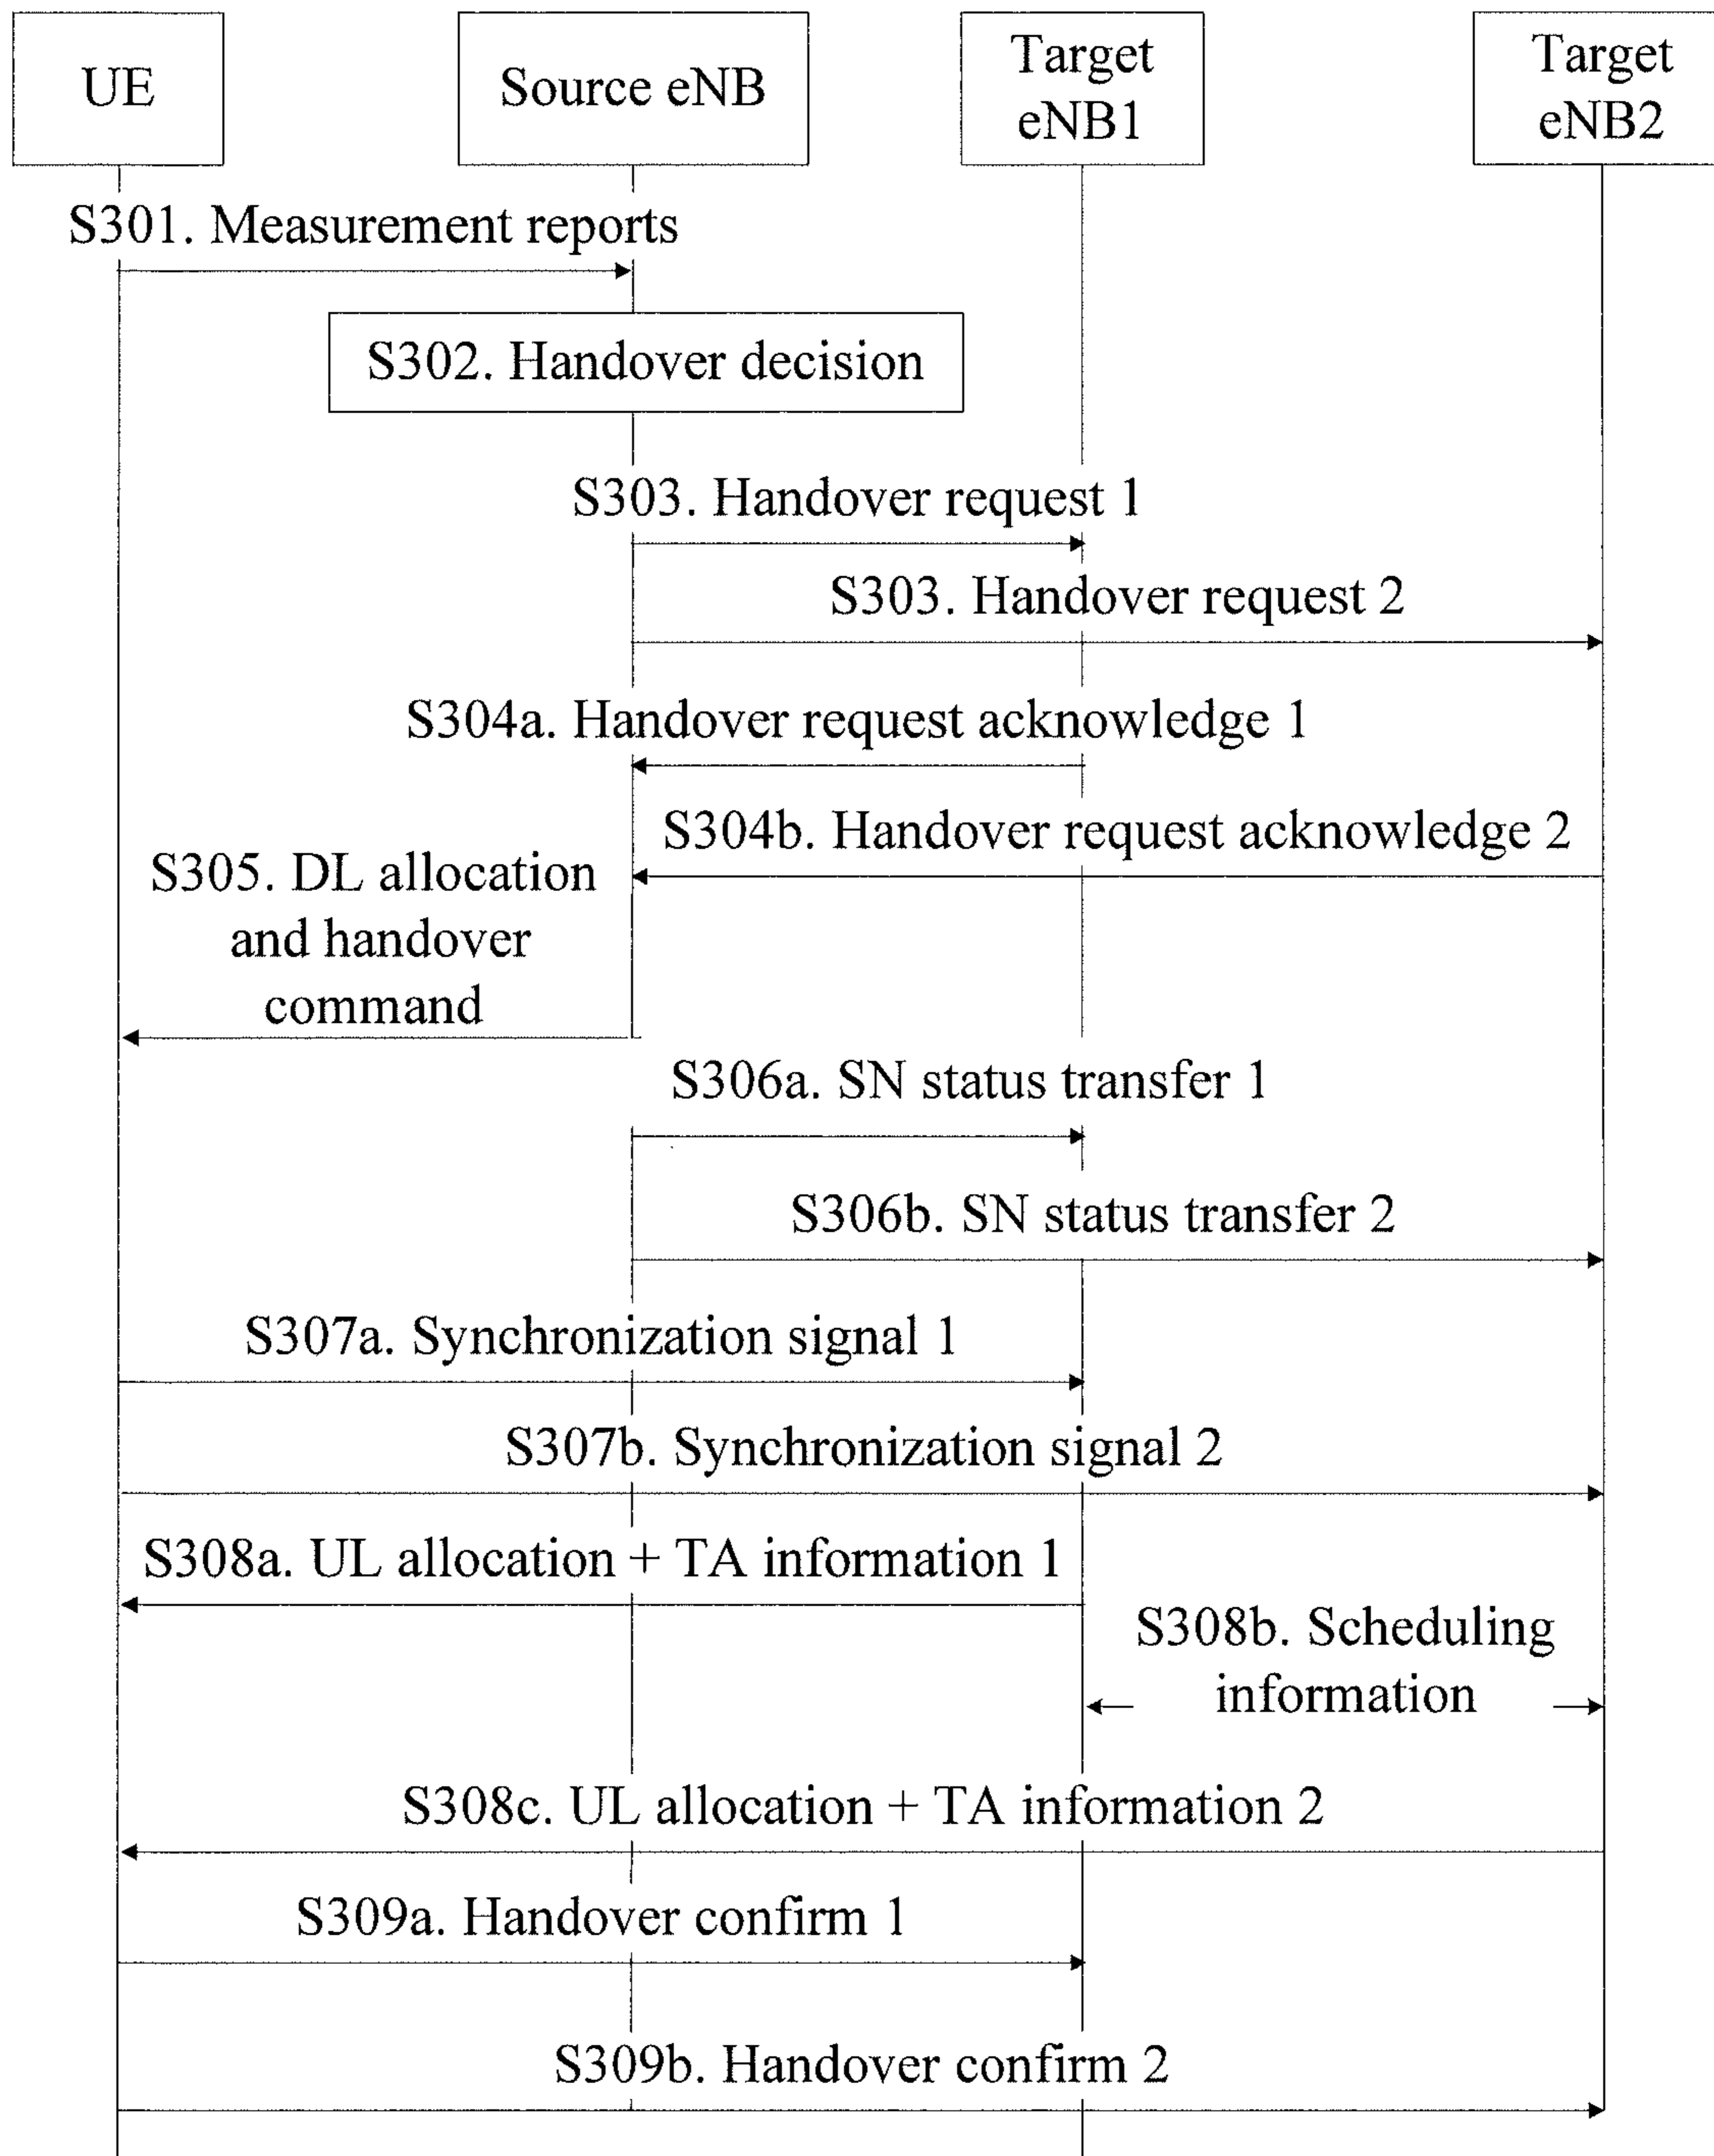 UE
Source eNB
Target
eNB1
Target
eNB2
S301. Measurement reports
S302. Handover decision
S303. Handover request 1
S303. Handover request 2
S304a. Handover request acknowledge 1
S304b. Handover request acknowledge 2
S305. DL allocation
and handover
command
S306a. SN status transfer 1
S306b. SN status transfer 2
S307a. Synchronization signal 1
S307b. Synchronization signal 2
S308a. UL allocation + TA information 1
S308b. Scheduling
information
S308c. UL allocation + TA information 2
S309a. Handover confirm 1
S309b. Handover confirm 2